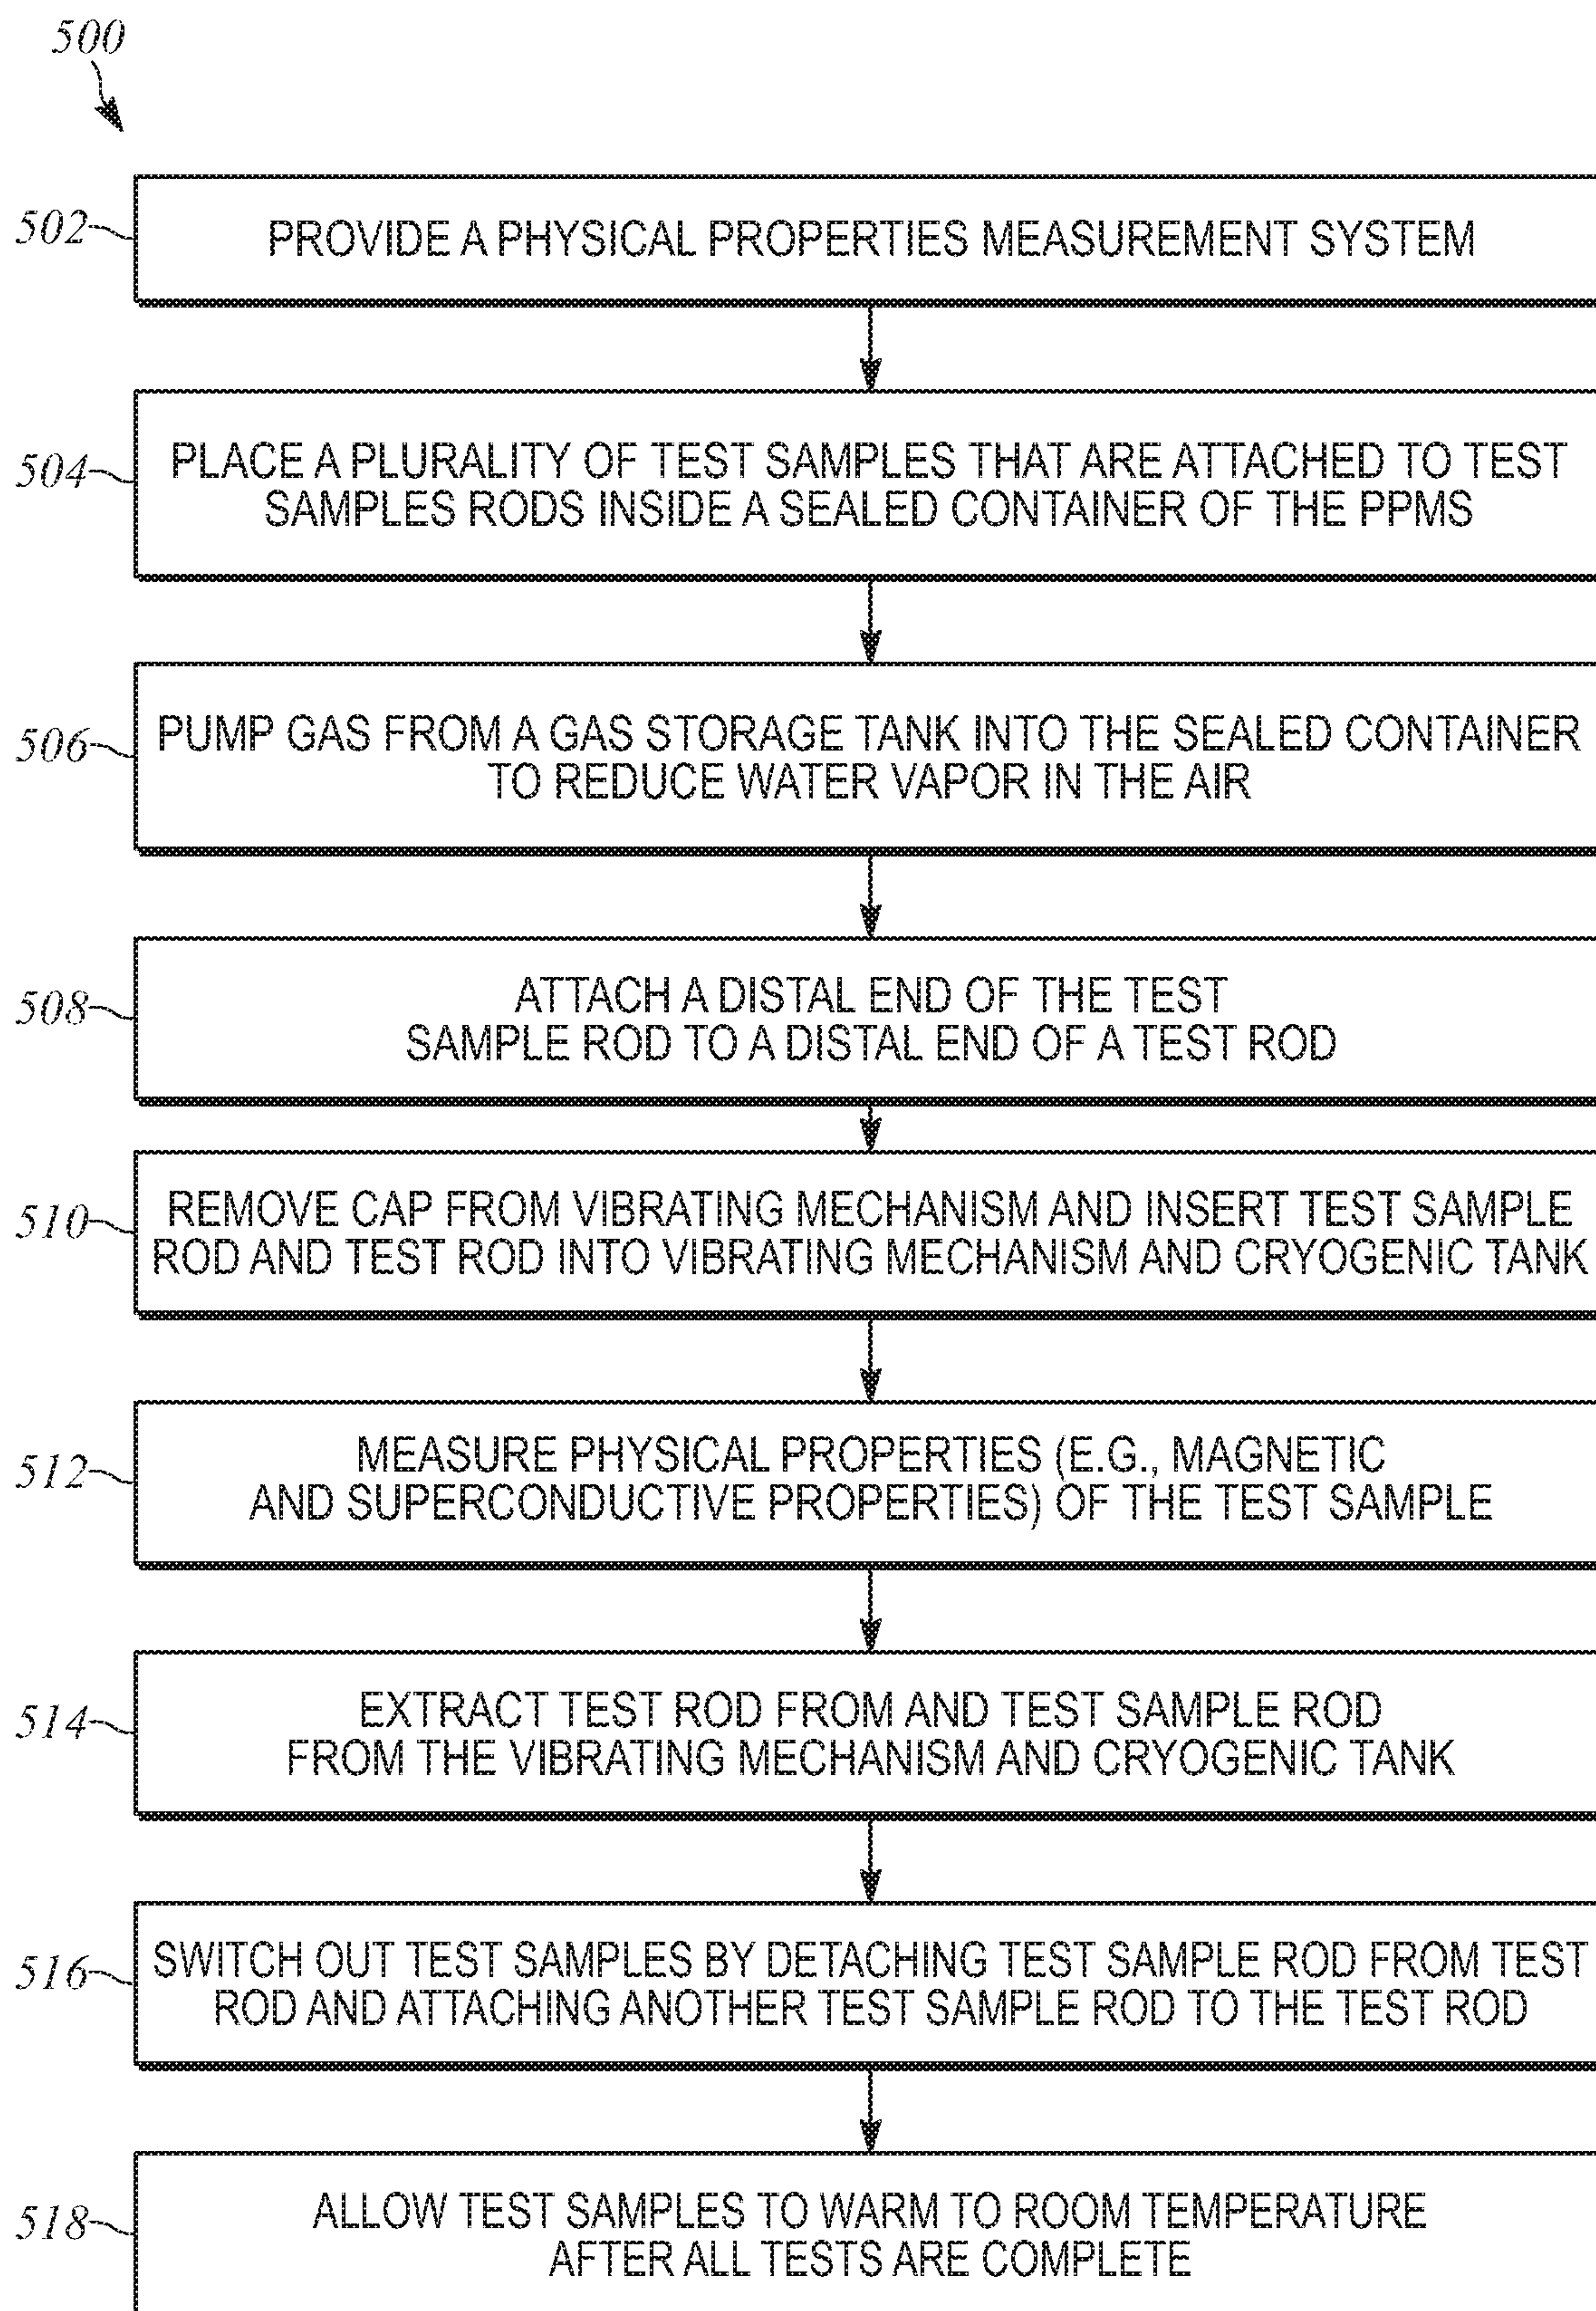 500
502
PROVIDE A PHYSICAL PROPERTIES MEASUREMENT SYSTEM
504
PLACE A PLURALITY OF TEST SAMPLES THAT ARE ATTACHED TO TEST
SAMPLES RODS INSIDE A SEALED CONTAINER OF THE PPMS
506
PUMP GAS FROM A GAS STORAGE TANK INTO THE SEALED CONTAINER
TO REDUCE WATER VAPOR IN THE AIR
508
ATTACH A DISTAL END OF THE TEST
SAMPLE ROD TO A DISTAL END OF A TEST ROD
510
REMOVE CAP FROM VIBRATING MECHANISM AND INSERT TEST SAMPLE
ROD AND TEST ROD INTO VIBRATING MECHANISM AND CRYOGENIC TANK
512
MEASURE PHYSICAL PROPERTIES (E.G., MAGNETIC
AND SUPERCONDUCTIVE PROPERTIES) OF THE TEST SAMPLE
514
EXTRACT TEST ROD FROM AND TEST SAMPLE ROD
FROM THE VIBRATING MECHANISM AND CRYOGENIC TANK
516
SWITCH OUT TEST SAMPLES BY DETACHING TEST SAMPLE ROD FROM TEST
ROD AND ATTACHING ANOTHER TEST SAMPLE ROD TO THE TEST ROD
518
ALLOW TEST SAMPLES TO WARM TO ROOM TEMPERATURE
AFTER ALL TESTS ARE COMPLETE